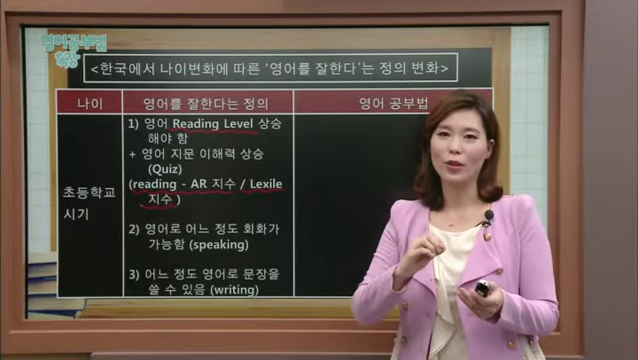 영어공부법
특강
<한국에서 나이변화에 따른 '영어를 잘한다'는 정의 변화>
나이
영어를 잘한다는 정의
영어 공부법
초등학교
시기
1) 영어 Reading Level 상승
해야 함
+ 영어 지문 이해력 상승
(Quiz)
(reading - AR 지수 / Lexile
지수 )
2) 영어로 어느 정도 회화가
가능함 (speaking)
3) 어느 정도 영어로 문장을
쓸 수 있음 (writing)